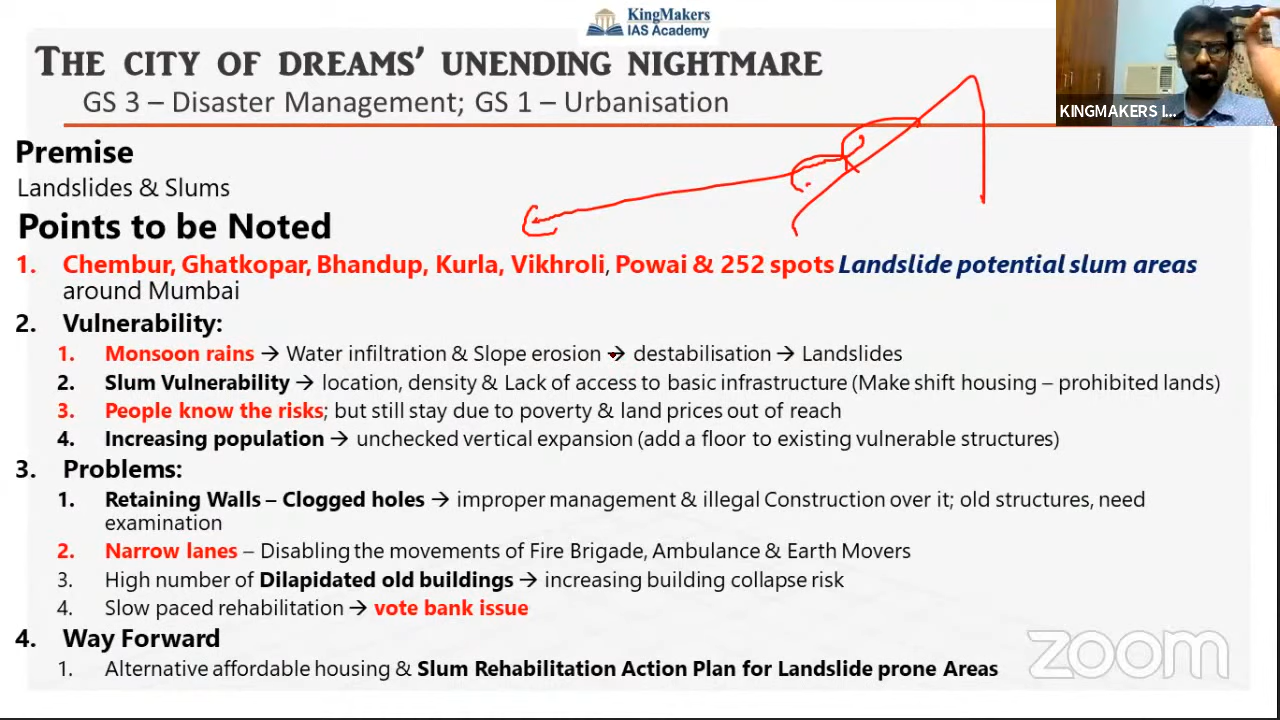 KingMakers
IAS Academy
THE CITY OF DREAMS' UNENDING NIGHTMARE
GS 3 – Disaster Management; GS 1 – Urbanisation
KINGMAKERS I...
Premise
Landslides & Slums
Points to be Noted
1. Chembur, Ghatkopar, Bhandup, Kurla, Vikhroli, Powai & 252 spots Landslide potential slum areas
around Mumbai
2. Vulnerability:
1. Monsoon rains → Water infiltration & Slope erosion → destabilisation → Landslides
2. Slum Vulnerability → location, density & Lack of access to basic infrastructure (Make shift housing – prohibited lands)
3. People know the risks; but still stay due to poverty & land prices out of reach
4. Increasing population → unchecked vertical expansion (add a floor to existing vulnerable structures)
3. Problems:
1. Retaining Walls – Clogged holes → improper management & illegal Construction over it; old structures, need
examination
2. Narrow lanes – Disabling the movements of Fire Brigade, Ambulance & Earth Movers
3. High number of Dilapidated old buildings → increasing building collapse risk
4. Slow paced rehabilitation → vote bank issue
4. Way Forward
1. Alternative affordable housing & Slum Rehabilitation Action Plan for Landslide prone Areas
zoom